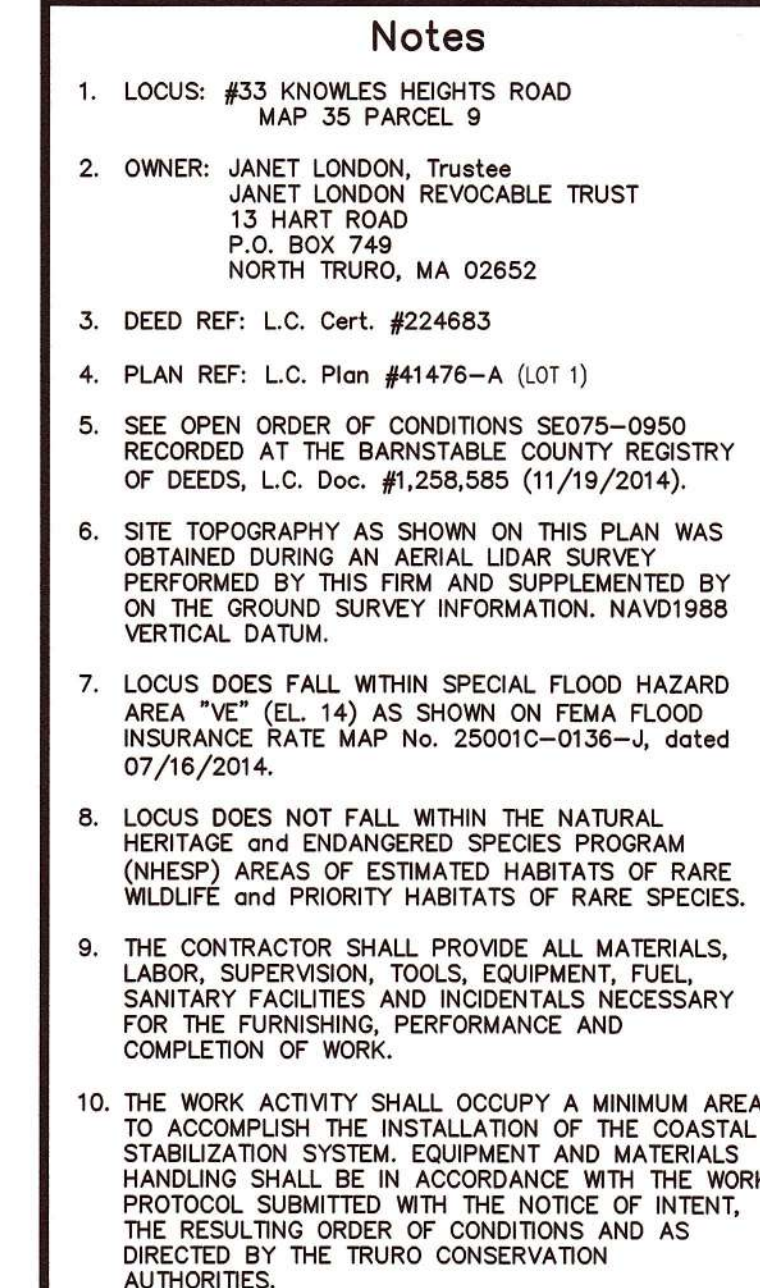 Notes
1. LOCUS: #33 KNOWLES HEIGHTS ROAD
MAP 35 PARCEL 9
2. OWNER: JANET LONDON, Trustee
JANET LONDON REVOCABLE TRUST
13 HART ROAD
P.O. BOX 749
NORTH TRURO, MA 02652
3. DEED REF: L.C. Cert. #224683
4. PLAN REF: L.C. Plan #41476-A (LOT 1)
5. SEE OPEN ORDER OF CONDITIONS SE075-0950
RECORDED AT THE BARNSTABLE COUNTY REGISTRY
OF DEEDS, L.C. Doc. #1,258,585 (11/19/2014).
6. SITE TOPOGRAPHY AS SHOWN ON THIS PLAN WAS
OBTAINED DURING AN AERIAL LIDAR SURVEY
PERFORMED BY THIS FIRM AND SUPPLEMENTED BY
ON THE GROUND SURVEY INFORMATION. NAVD1988
VERTICAL DATUM.
7. LOCUS DOES FALL WITHIN SPECIAL FLOOD HAZARD
AREA "VE" (EL. 14) AS SHOWN ON FEMA FLOOD
INSURANCE RATE MAP No. 25001C-0136-J, dated
07/16/2014.
8. LOCUS DOES NOT FALL WITHIN THE NATURAL
HERITAGE and ENDANGERED SPECIES PROGRAM
(NHESP) AREAS OF ESTIMATED HABITATS OF RARE
WILDLIFE and PRIORITY HABITATS OF RARE SPECIES.
9. THE CONTRACTOR SHALL PROVIDE ALL MATERIALS,
LABOR, SUPERVISION, TOOLS, EQUIPMENT, FUEL,
SANITARY FACILITIES AND INCIDENTALS NECESSARY
FOR THE FURNISHING, PERFORMANCE AND
COMPLETION OF WORK.
10. THE WORK ACTIVITY SHALL OCCUPY A MINIMUM AREA
TO ACCOMPLISH THE INSTALLATION OF THE COASTAL
STABILIZATION SYSTEM. EQUIPMENT AND MATERIALS
HANDLING SHALL BE IN ACCORDANCE WITH THE WORK
PROTOCOL SUBMITTED WITH THE NOTICE OF INTENT,
THE RESULTING ORDER OF CONDITIONS AND AS
DIRECTED BY THE TRURO CONSERVATION
AUTHORITIES.